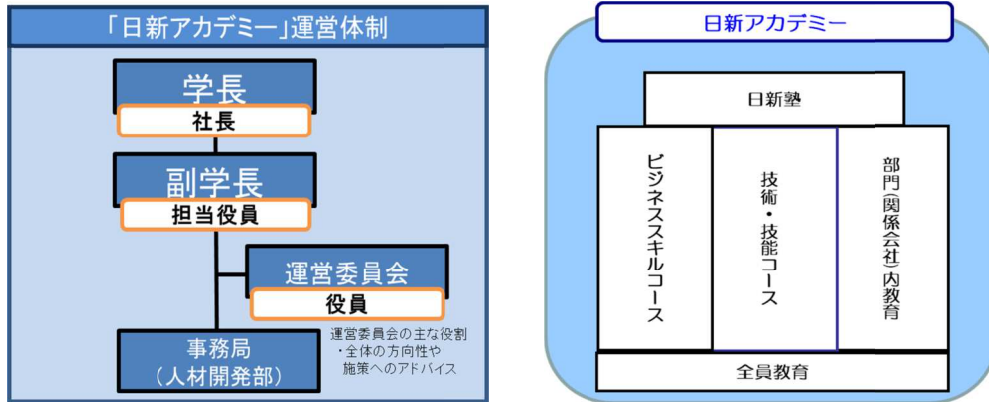 「日新アカデミー」運営体制
学長
社長
副学長
担当役員
運営委員会
役員
運営委員会の主な役割
・全体の方向性や
施策へのアドバイス
事務局
（人材開発部）
日新アカデミー
日新塾
ビジネススキルコース
技術・技能コース
部門（関係会社）内教育
全員教育